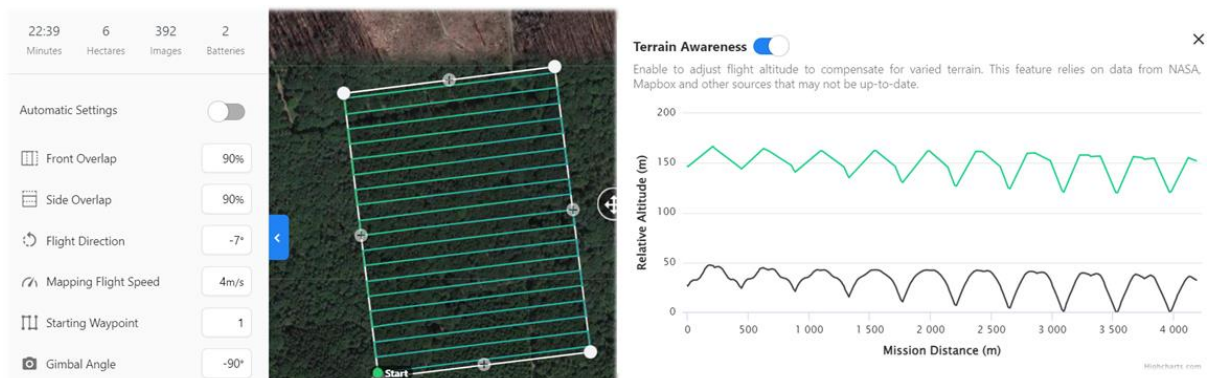 22:39 6 392 2
Minutes Hectares Images Batteries
Automatic Settings
Front Overlap 90%
Side Overlap 90%
Flight Direction -7°
Mapping Flight Speed 4m/s
Starting Waypoint 1
Gimbal Angle -90°
Start
Terrain Awareness
Enable to adjust flight altitude to compensate for varied terrain. This feature relies on data from NASA,
Mapbox and other sources that may not be up-to-date.
Relative Altitude (m)
200
150
100
50
0
0 500 1 000 1 500 2 000 2 500 3 000 3 500 4 000
Mission Distance (m)
Highcharts.com